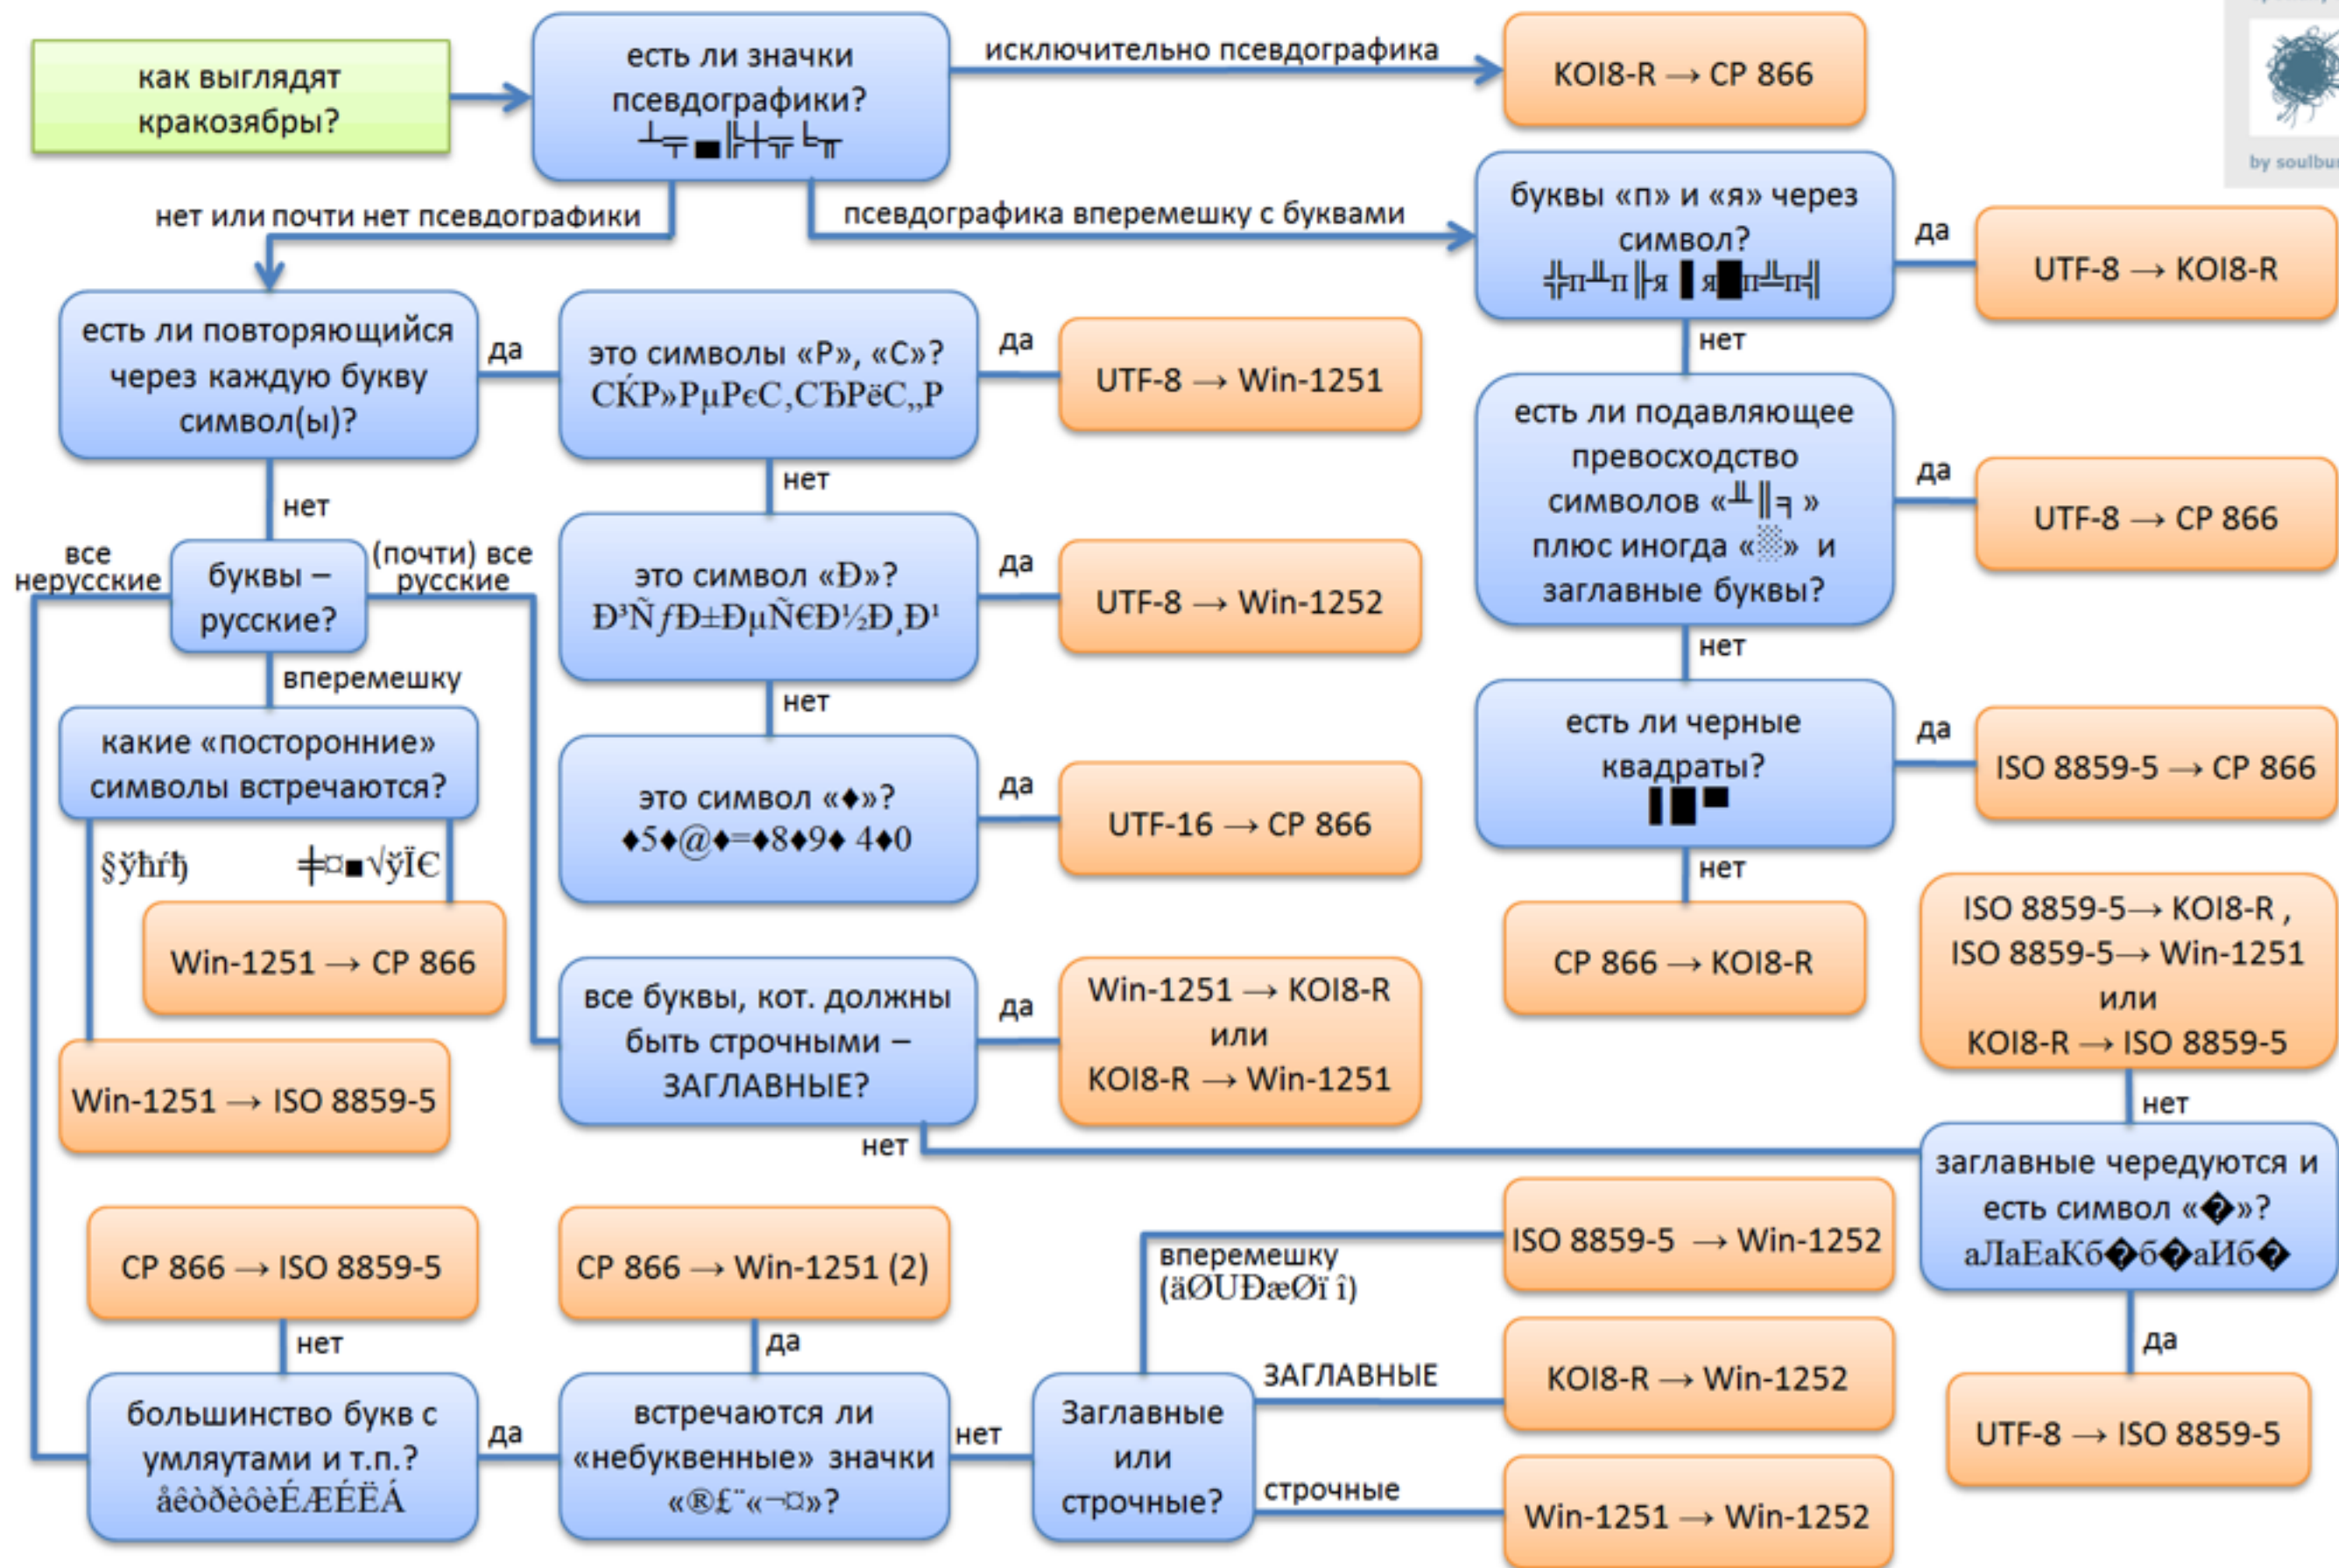 как выглядят
кракозябры?
есть ли значки
псевдографики?
┴╤▄╠┼╦╘╥
исключительно псевдографика
KOI8-R → CP 866
by soulbu
нет или почти нет псевдографики
псевдографика вперемешку с буквами
буквы «п» и «я» через
символ?
╬п╨п╟я▐я█п╩п╣
да
UTF-8 → KOI8-R
нет
есть ли повторяющийся
через каждую букву
символ(ы)?
да
это символы «Р», «С»?
СЌР»РµРєС‚СЂРёС„Р
да
UTF-8 → Win-1251
нет
есть ли подавляющее
превосходство
символов «╨║╕»
плюс иногда «░» и
заглавные буквы?
да
UTF-8 → CP 866
нет
нет
все
нерусские
буквы –
русские?
(почти) все
русские
вперемешку
это символ «Ð»?
Ð³ÑƒÐ±ÐµÑ€Ð½Ð¸Ð¹
да
UTF-8 → Win-1252
нет
есть ли черные
квадраты?
▌█▀
да
ISO 8859-5 → CP 866
нет
какие «посторонние»
символы встречаются?
§ўћѓђ
╪¤■√ўЇЄ
Win-1251 → CP 866
Win-1251 → ISO 8859-5
это символ «♦»?
♦5♦@♦=♦8♦9♦ 4♦0
да
UTF-16 → CP 866
CP 866 → KOI8-R
ISO 8859-5→ KOI8-R ,
ISO 8859-5→ Win-1251
или
KOI8-R → ISO 8859-5
нет
все буквы, кот. должны
быть строчными –
ЗАГЛАВНЫЕ?
да
Win-1251 → KOI8-R
или
KOI8-R → Win-1251
нет
заглавные чередуются и
есть символ «�»?
аЛаЕаКб�б�аИб�
да
UTF-8 → ISO 8859-5
CP 866 → ISO 8859-5
нет
CP 866 → Win-1251 (2)
да
вперемешку
(äØUÐæØï î)
ISO 8859-5 → Win-1252
большинство букв с
умляутами и т.п.?
åêòðèôèÉÆÉËÁ
да
встречаются ли
«небуквенные» значки
«®£¨«¬¤»?
нет
Заглавные
или
строчные?
ЗАГЛАВНЫЕ
KOI8-R → Win-1252
строчные
Win-1251 → Win-1252